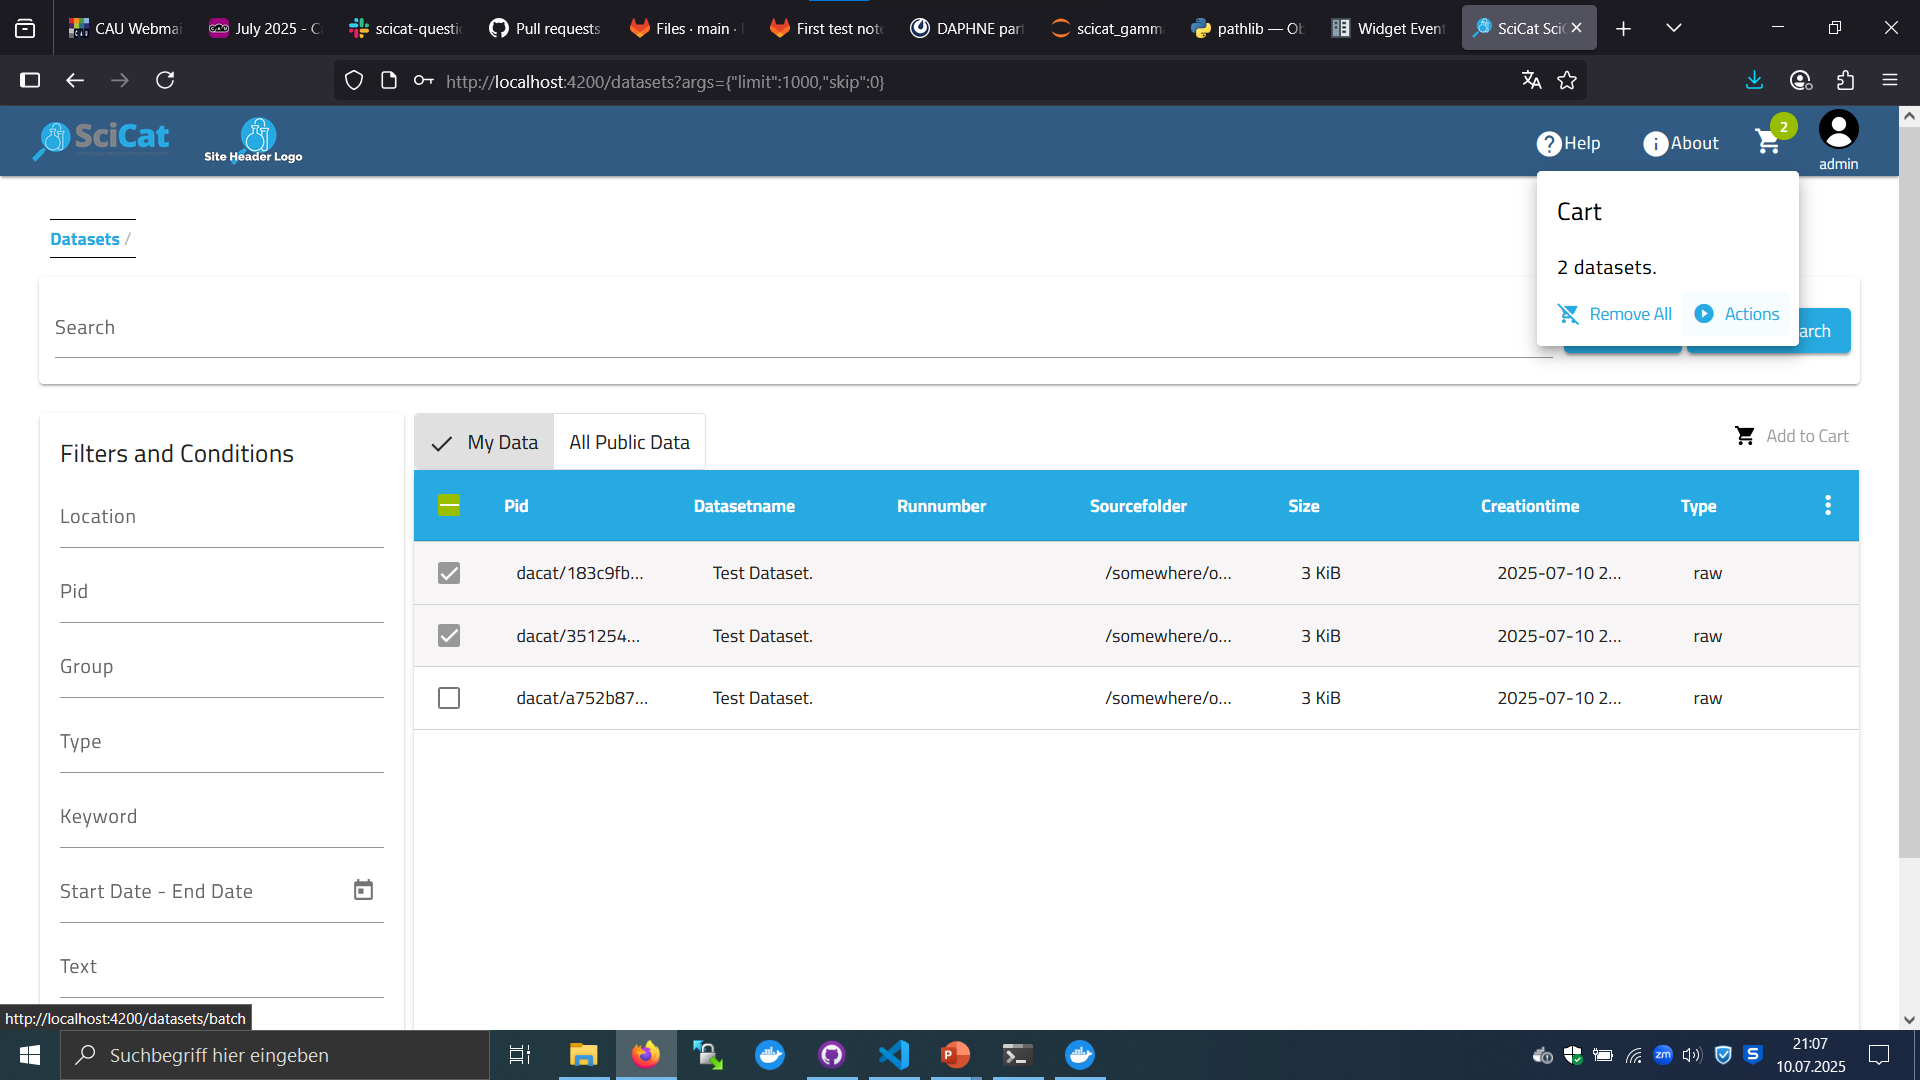 CAU Webmai
July 2025 - C
scicat-questic
Pull requests
Files · main ·
First test note
DAPHNE part
scicat_gamm
pathlib — Ob
Widget Event
SciCat Sci
http://localhost:4200/datasets?args={"limit":1000,"skip":0}
SciCat
Site Header Logo
Help
About
2
admin
Cart
2 datasets.
Remove All
Actions
Datasets /
Search
arch
Filters and Conditions
Location
Pid
Group
Type
Keyword
Start Date - End Date
Text
My Data
All Public Data
Add to Cart
Pid Datasetname Runnumber Sourcefolder Size Creationtime Type
dacat/183c9fb... Test Dataset. /somewhere/o... 3 KiB 2025-07-10 2... raw
dacat/351254... Test Dataset. /somewhere/o... 3 KiB 2025-07-10 2... raw
dacat/a752b87... Test Dataset. /somewhere/o... 3 KiB 2025-07-10 2... raw
http://localhost:4200/datasets/batch
Suchbegriff hier eingeben
zm
S
21:07
10.07.2025